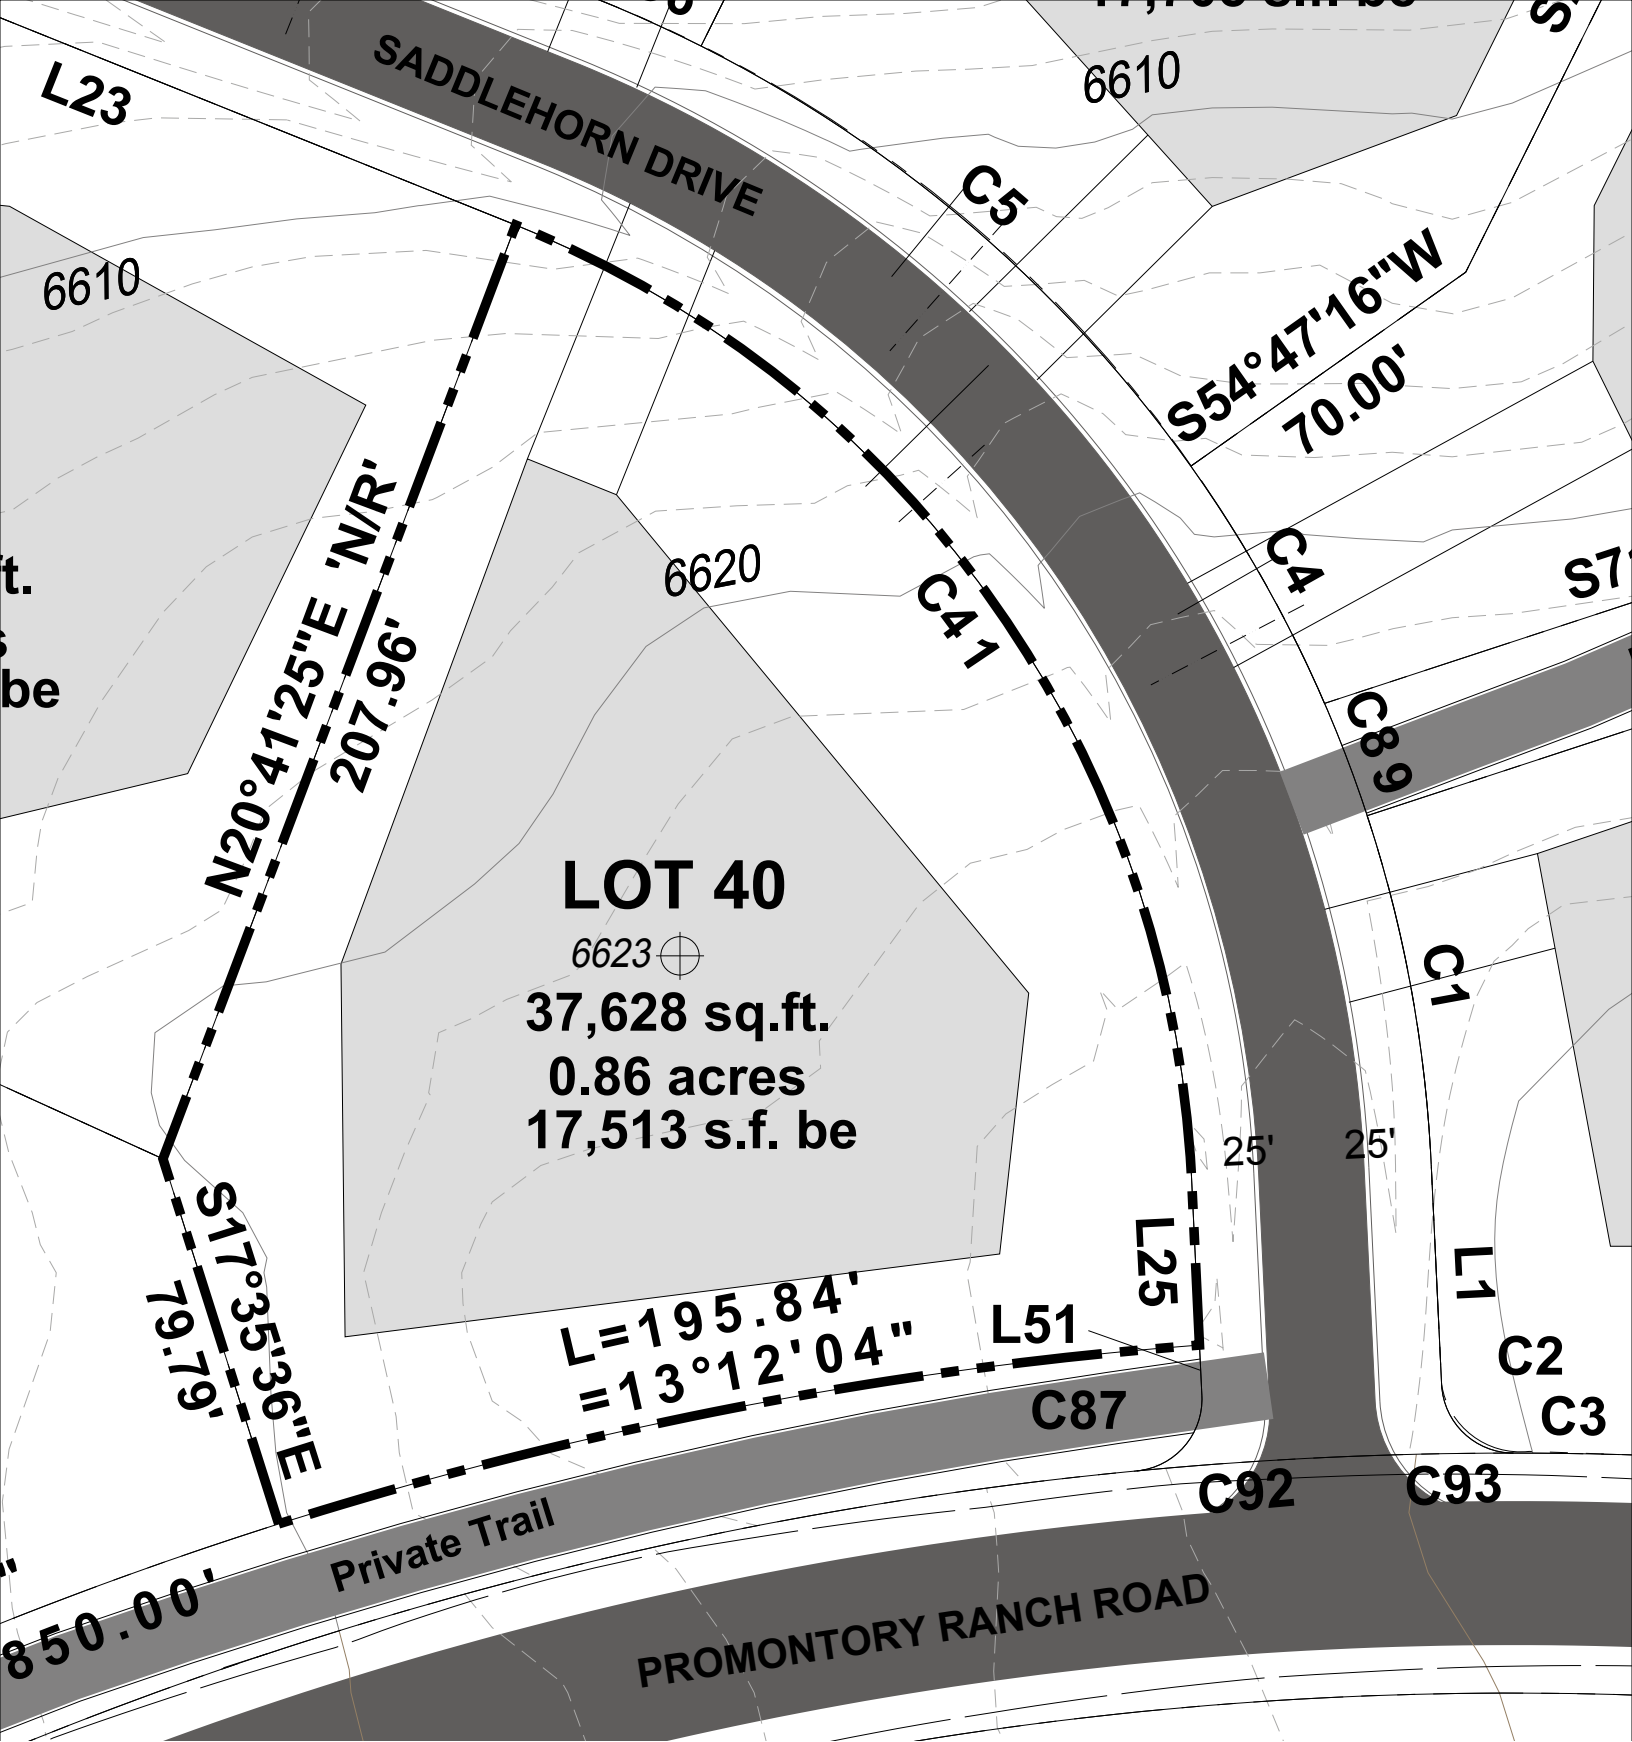 L23
SADDLEHORN DRIVE
6610
C5
6610
S54°47'16"W
70.00'
N20°41'25"E 'N/R'
207.96'
6620
C41
C4
C89
ft.
be
LOT 40
6623
37,628 sq.ft.
0.86 acres
17,513 s.f. be
C1
25'
25'
S17°35'36"E
79.79'
L25
L1
L=195.84'
=13°12'04"
L51
C87
C2
C3
C92
C93
Private Trail
850.00'
PROMONTORY RANCH ROAD